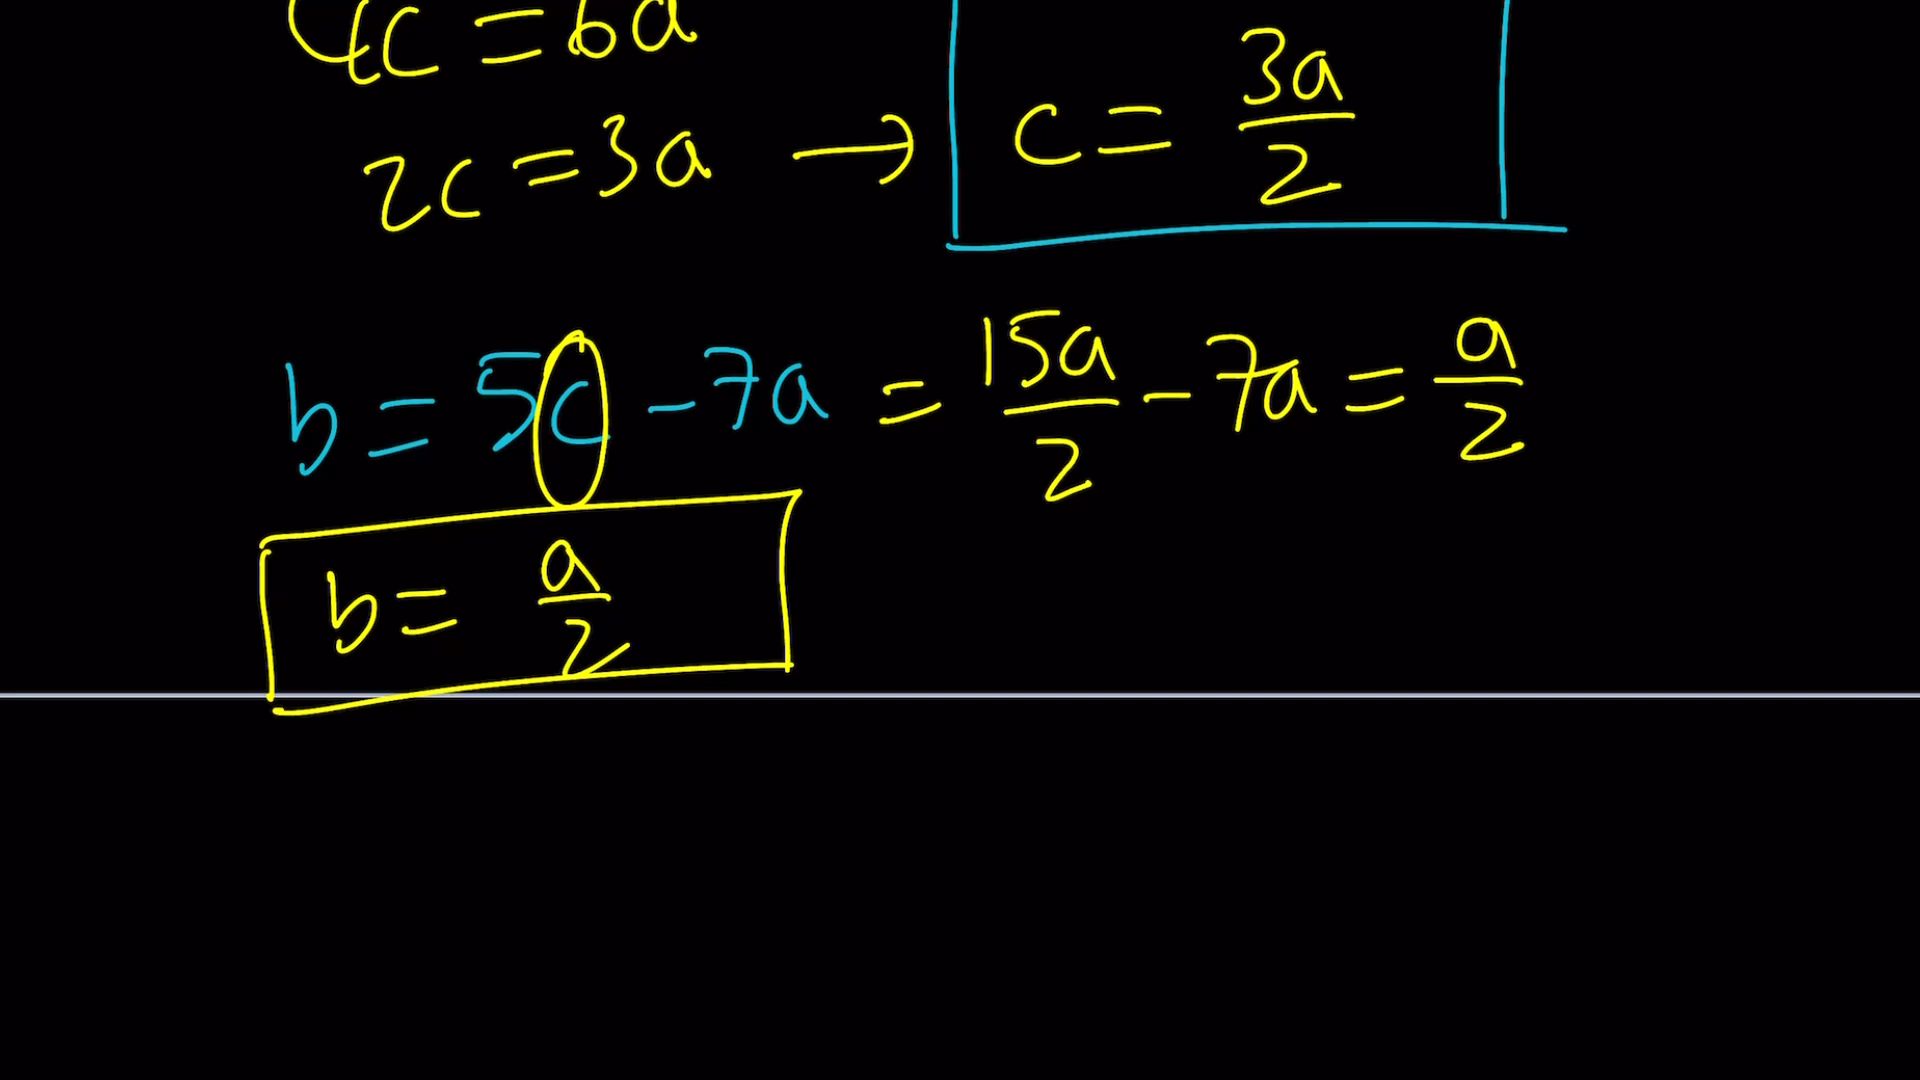 4c = 6a
2c = 3a → c = 3a/2
b = 5c - 7a = 15a/2 - 7a = a/2
b = a/2